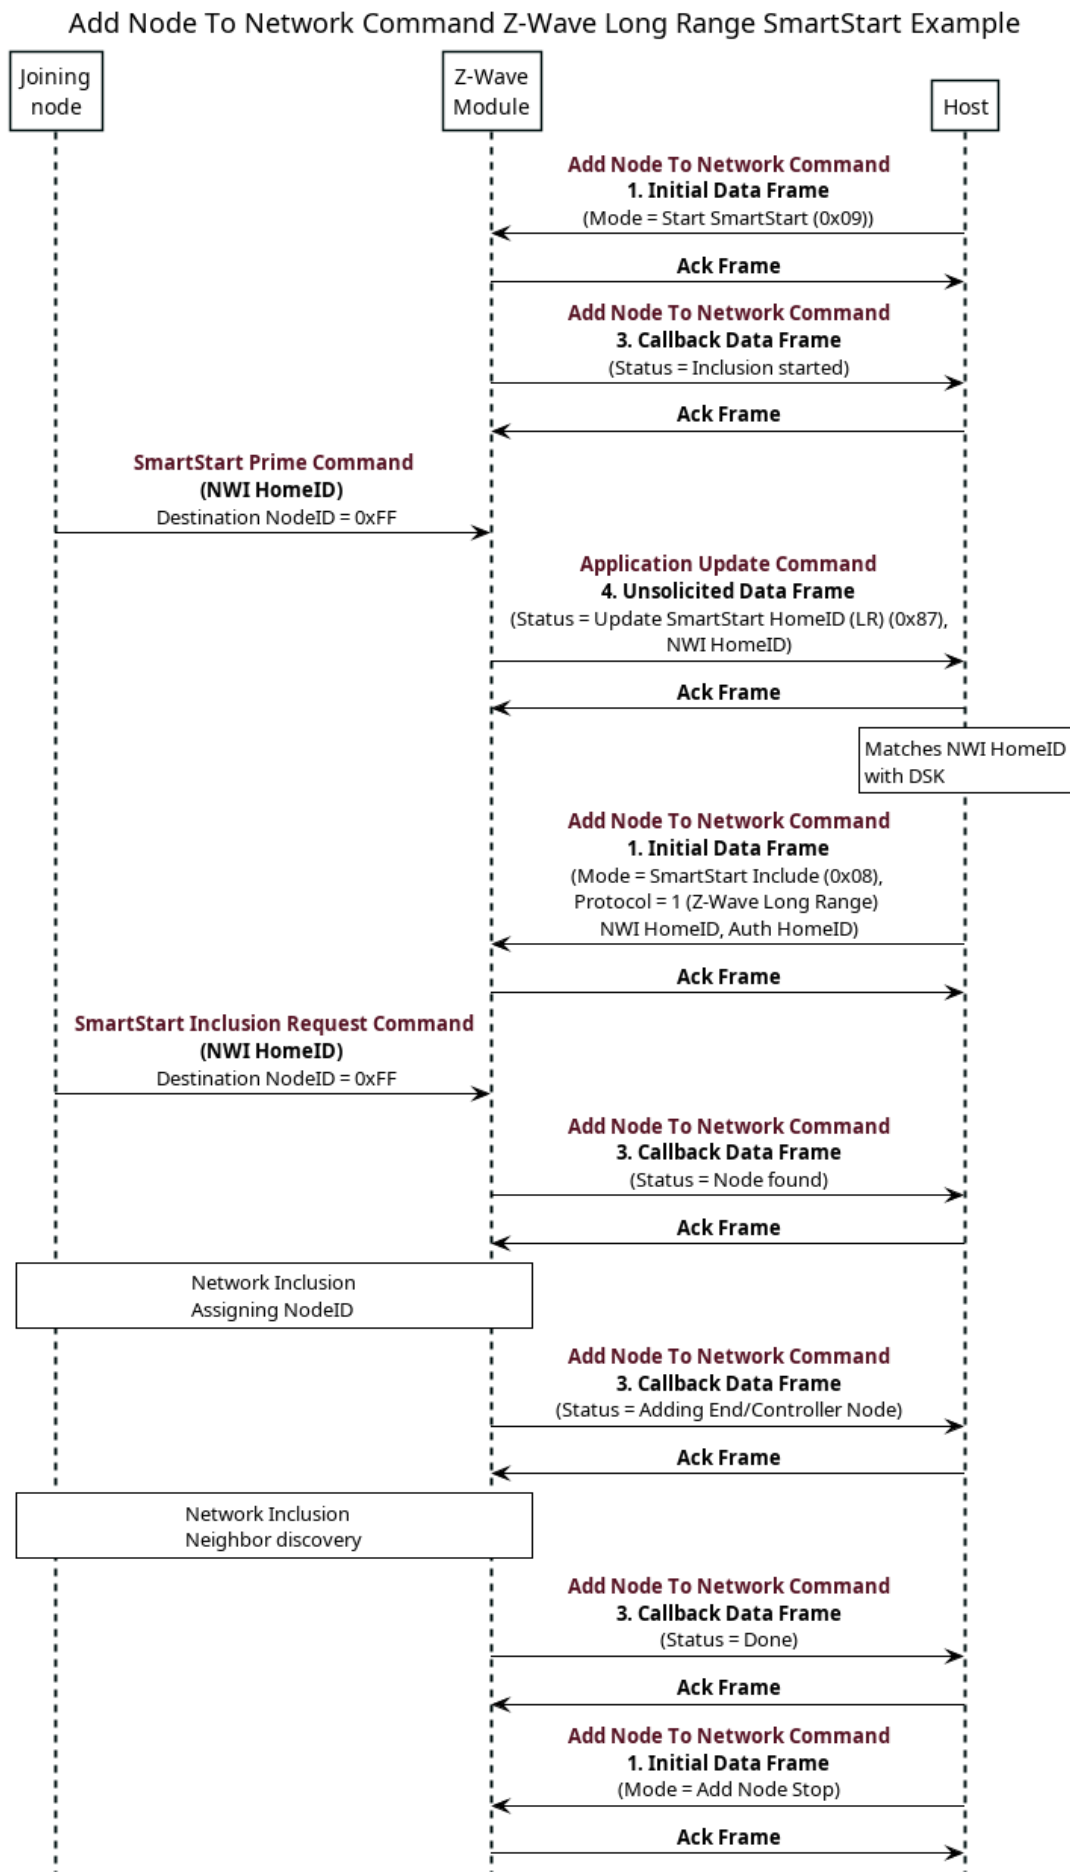 Add Node To Network Command Z-Wave Long Range SmartStart Example
Joining
node
Z-Wave
Module
Host
Add Node To Network Command
1. Initial Data Frame
(Mode = Start SmartStart (0x09))
Ack Frame
Add Node To Network Command
3. Callback Data Frame
(Status = Inclusion started)
Ack Frame
SmartStart Prime Command
(NWI HomeID)
Destination NodeID = 0xFF
Application Update Command
4. Unsolicited Data Frame
(Status = Update SmartStart HomeID (LR) (0x87),
NWI HomeID)
Ack Frame
Matches NWI HomeID
with DSK
Add Node To Network Command
1. Initial Data Frame
(Mode = SmartStart Include (0x08),
Protocol = 1 (Z-Wave Long Range)
NWI HomeID, Auth HomeID)
Ack Frame
SmartStart Inclusion Request Command
(NWI HomeID)
Destination NodeID = 0xFF
Add Node To Network Command
3. Callback Data Frame
(Status = Node found)
Ack Frame
Network Inclusion
Assigning NodeID
Add Node To Network Command
3. Callback Data Frame
(Status = Adding End/Controller Node)
Ack Frame
Network Inclusion
Neighbor discovery
Add Node To Network Command
3. Callback Data Frame
(Status = Done)
Ack Frame
Add Node To Network Command
1. Initial Data Frame
(Mode = Add Node Stop)
Ack Frame